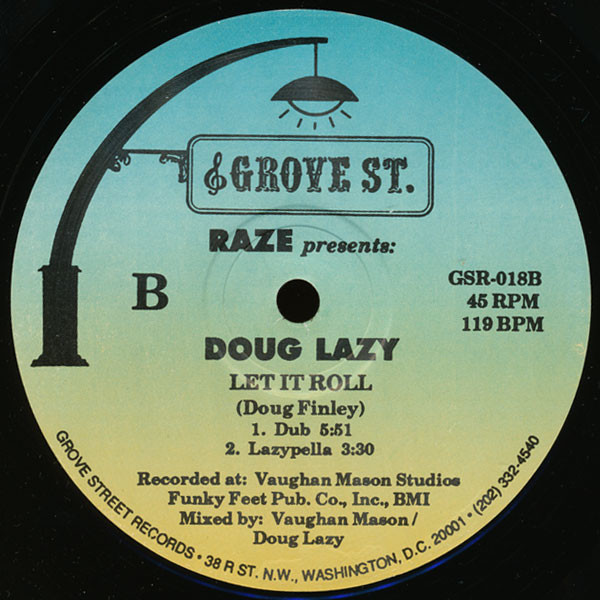 GROVE ST.
RAZE presents:
B
GSR-018B
45 RPM
119 BPM
DOUG LAZY
LET IT ROLL
(Doug Finley)
1. Dub 5:51
2. Lazypella 3:30
Recorded at: Vaughan Mason Studios
Funky Feet Pub. Co., Inc., BMI
Mixed by: Vaughan Mason/
Doug Lazy
GROVE STREET RECORDS • 38 R ST. N.W., WASHINGTON, D.C. 20001 • (202) 332-4540